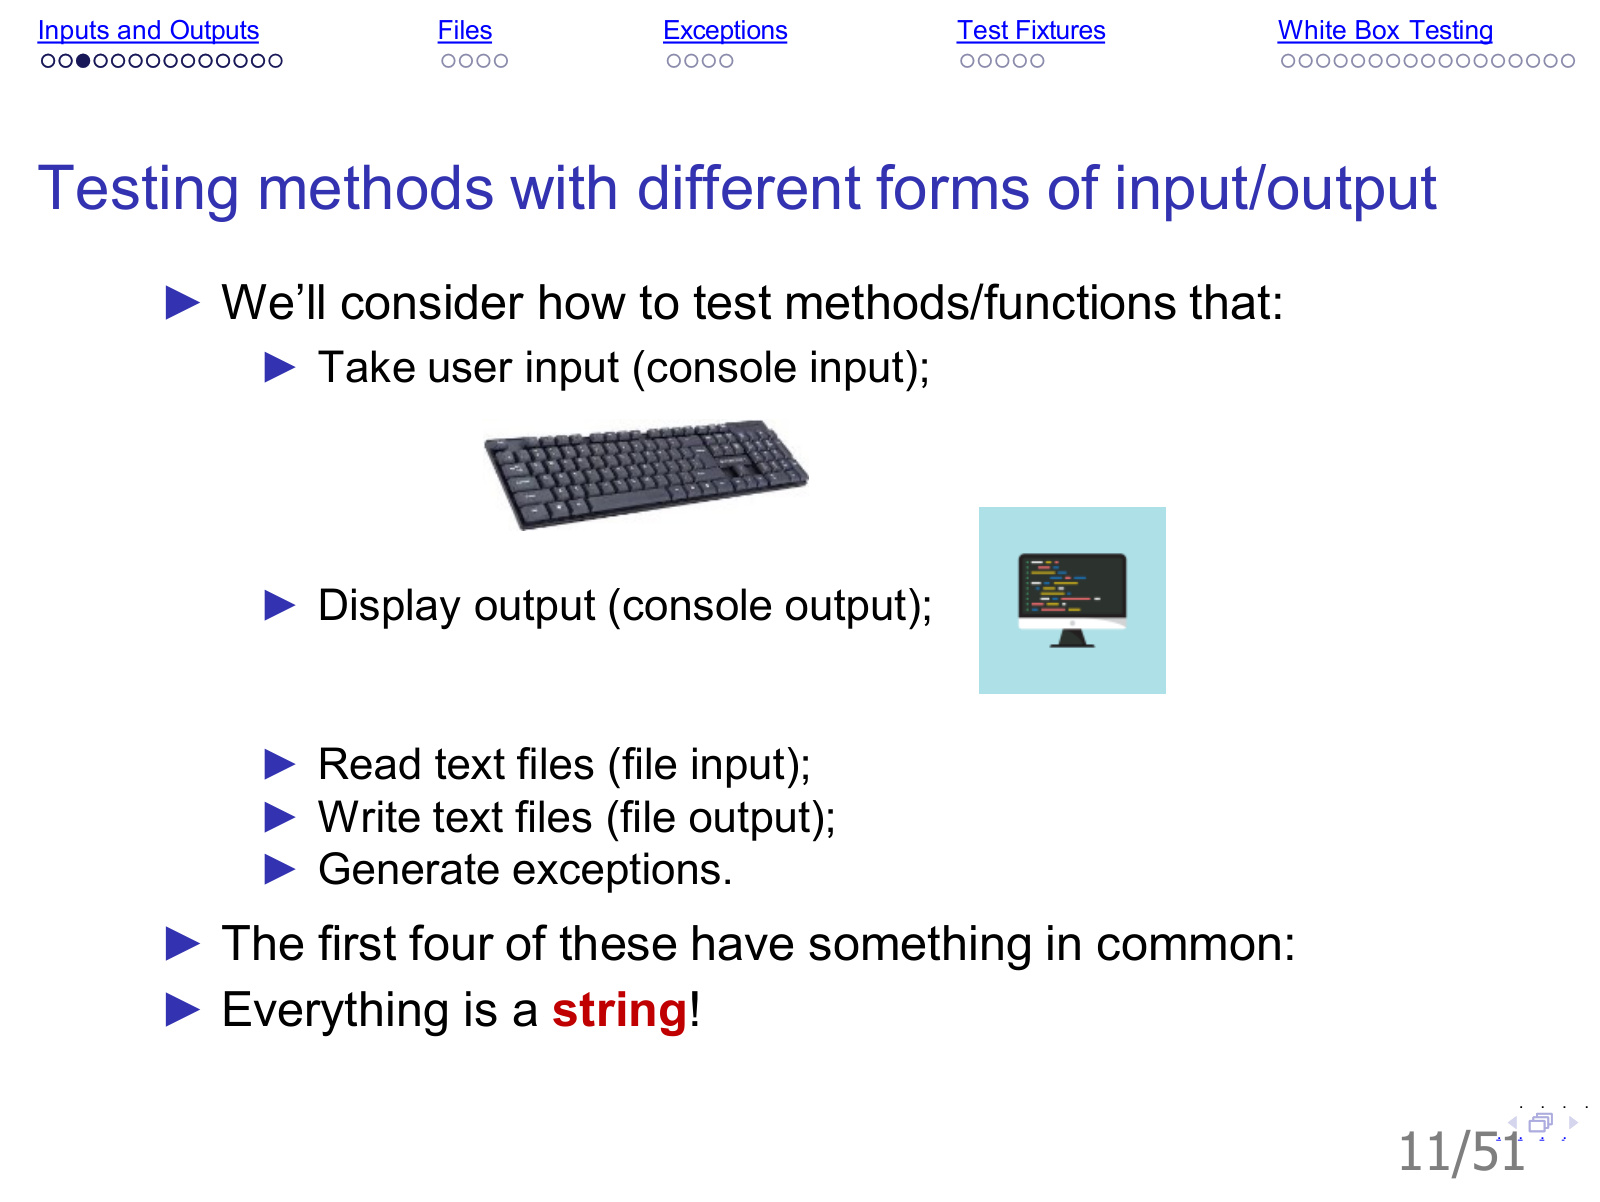 Inputs and Outputs Files Exceptions Test Fixtures White Box Testing
Testing methods with different forms of input/output
We’ll consider how to test methods/functions that:
Take user input (console input);
Display output (console output);
Read text files (file input);
Write text files (file output);
Generate exceptions.
The first four of these have something in common:
Everything is a string!
11/51